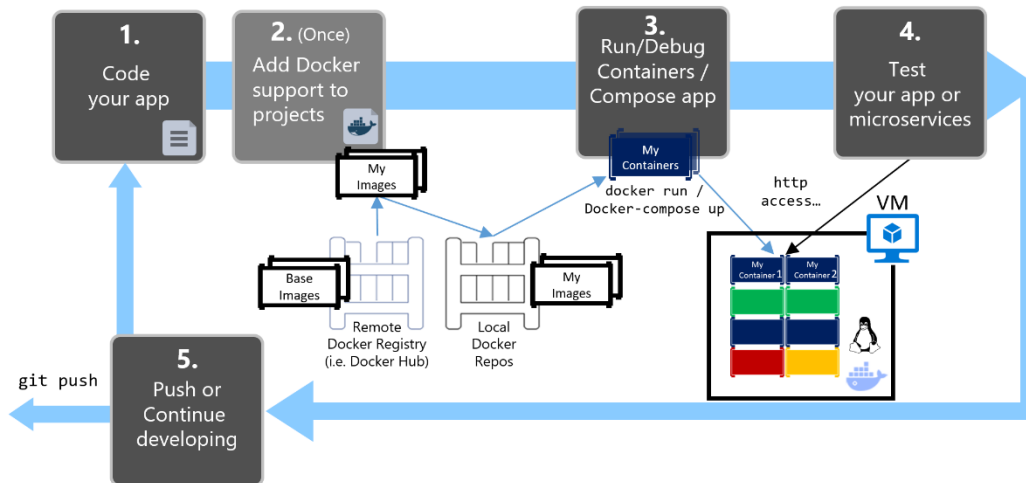 1.
Code
your app
2. (Once)
Add Docker
support to
projects
My
Images
3.
Run/Debug
Containers /
Compose app
My
Containers
docker run /
Docker-compose up
4.
Test
your app or
microservices
http
access…
VM
My
Container 1
My
Container 2
Base
Images
Remote
Docker Registry
(i.e. Docker Hub)
My
Images
Local
Docker
Repos
5.
Push or
Continue
developing
git push